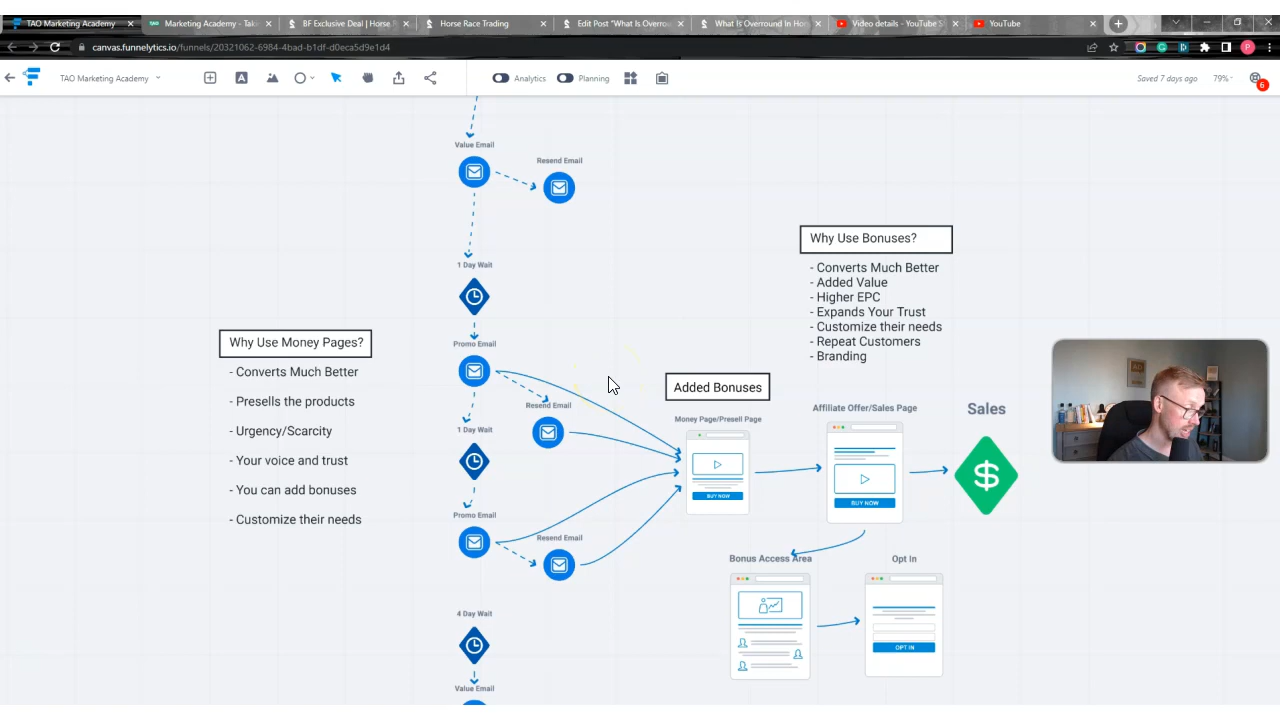 TAO Marketing Academy
Marketing Academy - Take
BF Exclusive Deal | Horse
Horse Race Trading
Edit Post "What Is Overrou
What Is Overround In Hors
Video details - YouTube S
YouTube
canvas.funnelytics.io/funnels/20321062-6984-4bad-b1df-d0eca5d9e1d4
TAO Marketing Academy
A
Analytics
Planning
Saved 7 days ago
79%
6
Value Email
Resend Email
1 Day Wait
Promo Email
Resend Email
1 Day Wait
Promo Email
Resend Email
4 Day Wait
Value Email
Why Use Money Pages?
- Converts Much Better
- Presells the products
- Urgency/Scarcity
- Your voice and trust
- You can add bonuses
- Customize their needs
Why Use Bonuses?
- Converts Much Better
- Added Value
- Higher EPC
- Expands Your Trust
- Customize their needs
- Repeat Customers
- Branding
Added Bonuses
Money Page/Presell Page
BUY NOW
Affiliate Offer/Sales Page
BUY NOW
Sales
$
Bonus Access Area
Opt In
OPT IN